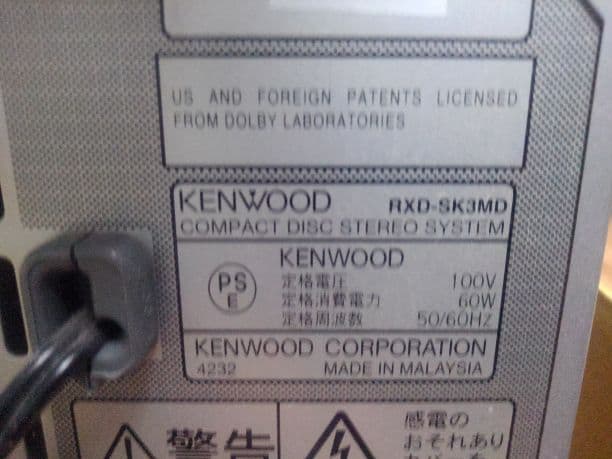 US AND FOREIGN PATENTS LICENSED
FROM DOLBY LABORATORIES
KENWOOD RXD-SK3MD
COMPACT DISC STEREO SYSTEM
PS
E
KENWOOD
定格電圧 100V
定格消費電力 60W
定格周波数 50/60Hz
KENWOOD CORPORATION
4232 MADE IN MALAYSIA
警告
感電の
おそれあり